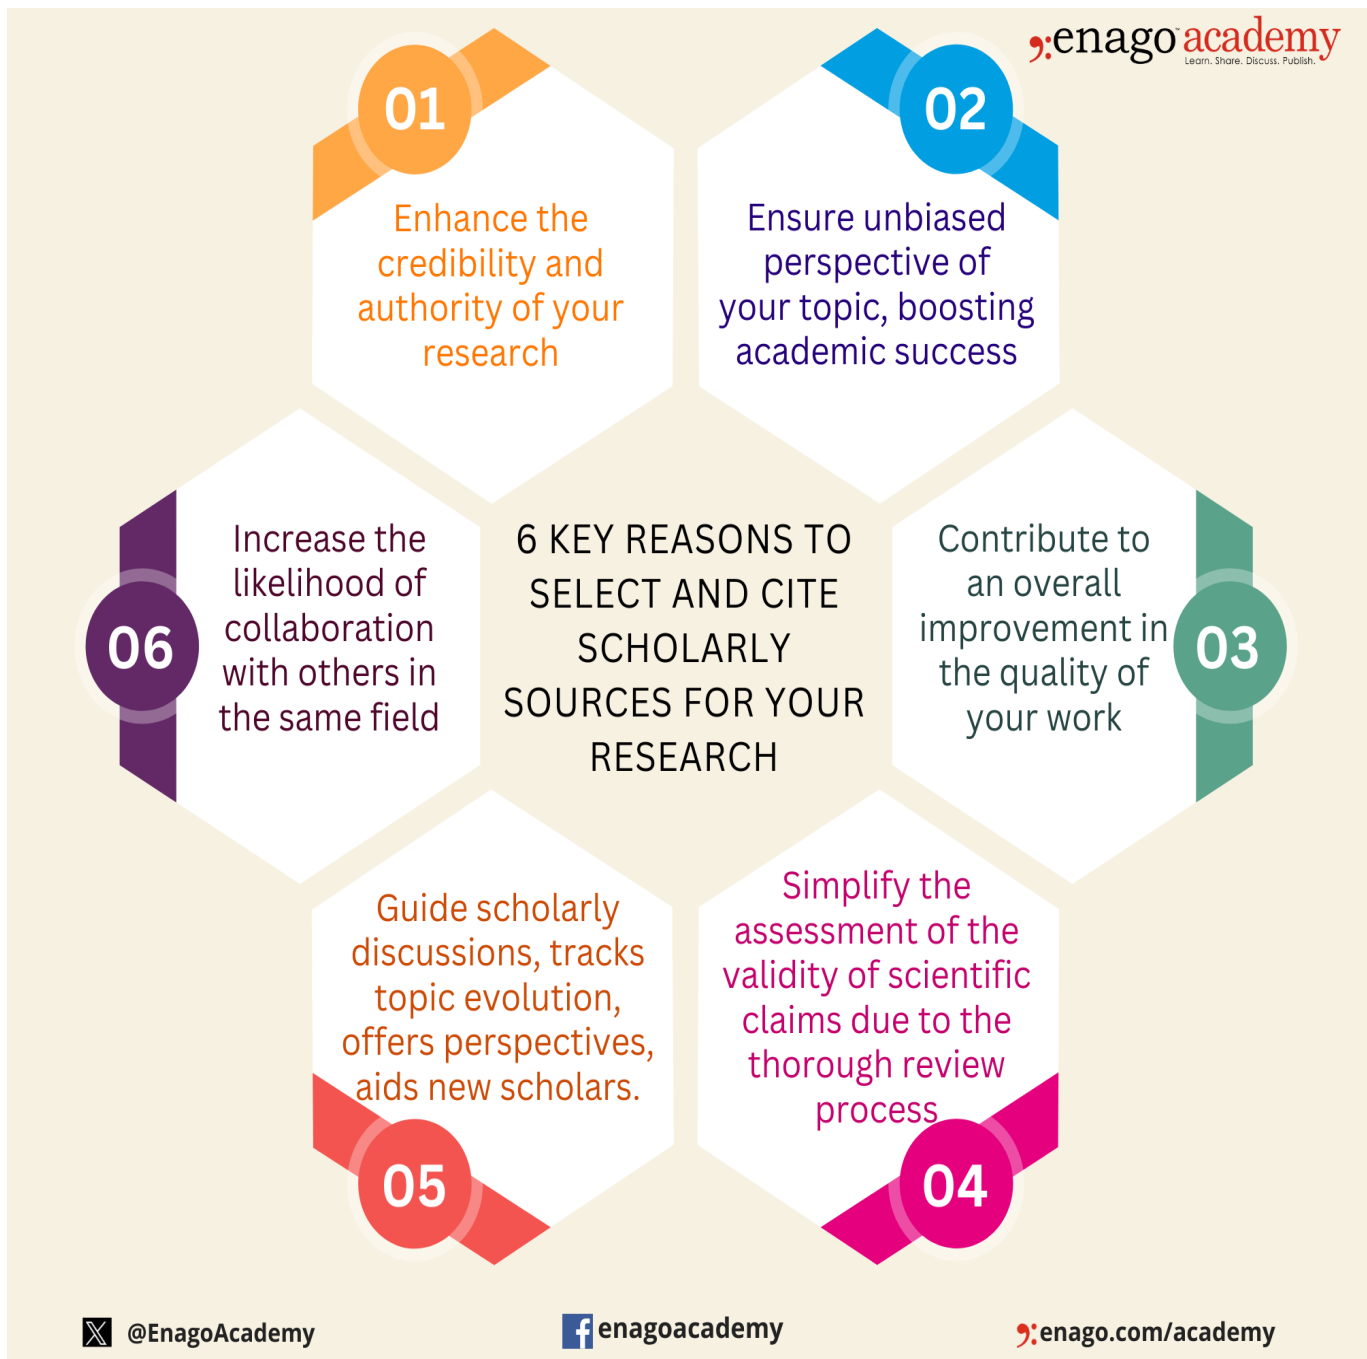 enago academy
Learn. Share. Discuss. Publish.
01
Enhance the
credibility and
authority of your
research
02
Ensure unbiased
perspective of
your topic, boosting
academic success
6 KEY REASONS TO
SELECT AND CITE
SCHOLARLY
SOURCES FOR YOUR
RESEARCH
Contribute to
an overall
improvement in
the quality of
your work
03
Simplify the
assessment of the
validity of scientific
claims due to the
thorough review
process
04
Guide scholarly
discussions, tracks
topic evolution,
offers perspectives,
aids new scholars.
05
Increase the
likelihood of
collaboration
with others in
the same field
06
@EnagoAcademy
enagoacademy
enago.com/academy